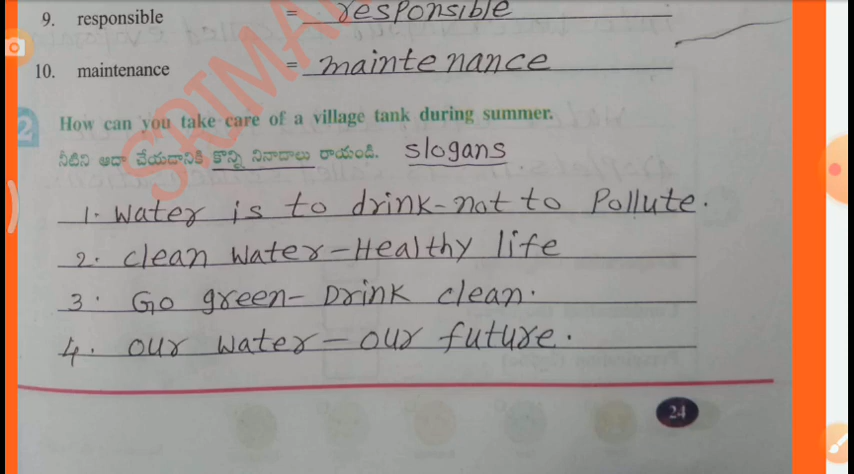 9. responsible = responsible
10. maintenance = maintenance
SRIMA
2 How can you take care of a village tank during summer.
నీటిని ఆదా చేయడానికి కొన్ని నినాదాలు రాయండి. slogans
1. Water is to drink-not to Pollute.
2. clean water-Healthy life
3. Go green- Drink clean.
4. our water-our future.
24